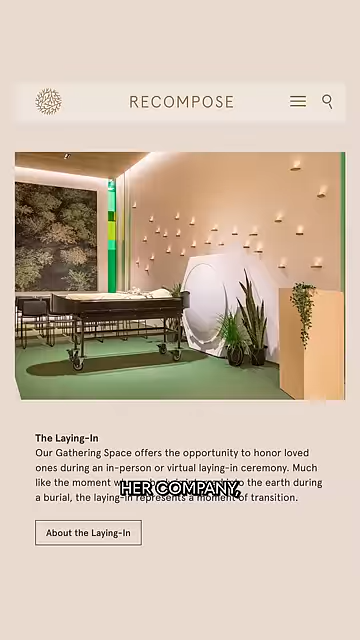 RECOMPOSE
The Laying-In
Our Gathering Space offers the opportunity to honor loved
ones during an in-person or virtual laying-in ceremony. Much
like the moment to the earth during
HER COMPANY,
a burial, the laying-in represents a moment of transition.
About the Laying-In